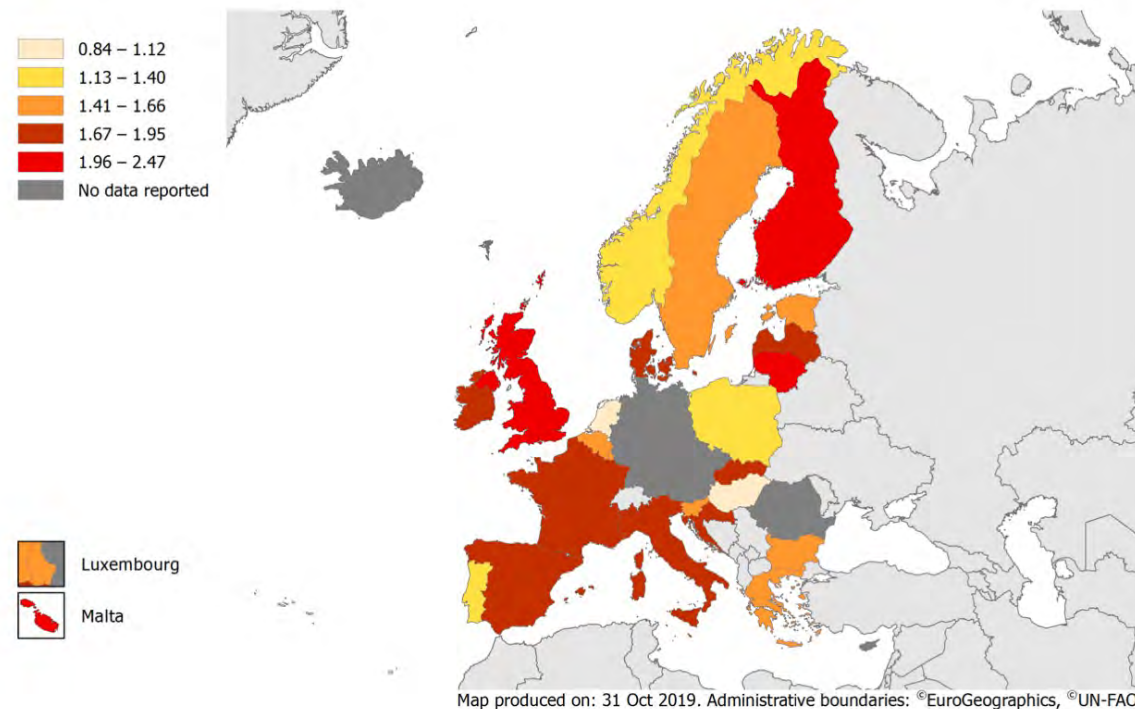 0.84 – 1.12
1.13 – 1.40
1.41 – 1.66
1.67 – 1.95
1.96 – 2.47
No data reported
Luxembourg
Malta
Map produced on: 31 Oct 2019. Administrative boundaries: ©EuroGeographics, ©UN-FAO